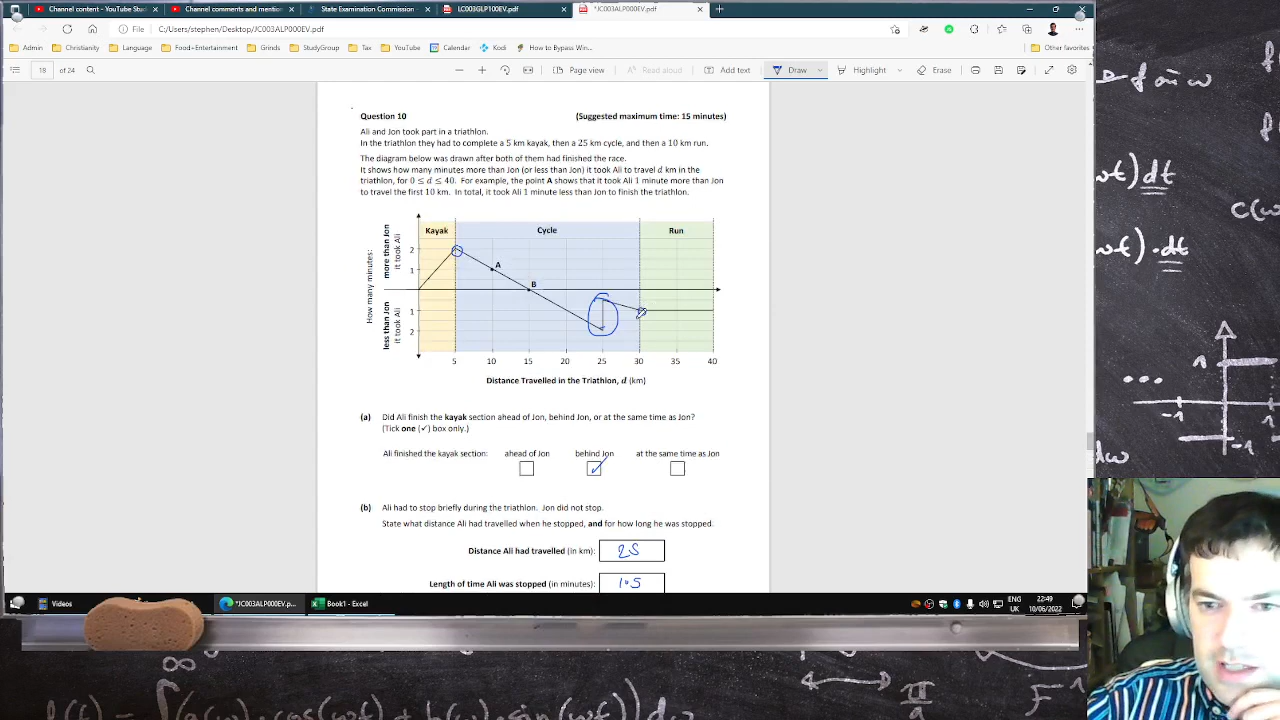 Channel content - YouTube Stud
Channel comments and mention
State Examination Commission
LC003GLP100EV.pdf
*JC003ALP000EV.pdf
File
C:/Users/stephen/Desktop/JC003ALP000EV.pdf
Admin
Christianity
Language
Food+Entertainment
Grinds
StudyGroup
Tax
YouTube
Calendar
Kodi
How to Bypass Win...
Other favorites
18 of 24
Page view
Read aloud
Add text
Draw
Highlight
Erase
Question 10 (Suggested maximum time: 15 minutes)
Ali and Jon took part in a triathlon.
In the triathlon they had to complete a 5 km kayak, then a 25 km cycle, and then a 10 km run.
The diagram below was drawn after both of them had finished the race.
It shows how many minutes more than Jon (or less than Jon) it took Ali to travel d km in the
triathlon, for 0 ≤ d ≤ 40. For example, the point A shows that it took Ali 1 minute more than Jon
to travel the first 10 km. In total, it took Ali 1 minute less than Jon to finish the triathlon.
How many minutes:
more than Jon
it took Ali
less than Jon
it took Ali
Kayak
Cycle
Run
2
1
1
2
A
B
5 10 15 20 25 30 35 40
Distance Travelled in the Triathlon, d (km)
(a) Did Ali finish the kayak section ahead of Jon, behind Jon, or at the same time as Jon?
(Tick one (✓) box only.)
Ali finished the kayak section: ahead of Jon behind Jon at the same time as Jon
✓
(b) Ali had to stop briefly during the triathlon. Jon did not stop.
State what distance Ali had travelled when he stopped, and for how long he was stopped.
Distance Ali had travelled (in km): 25
Length of time Ali was stopped (in minutes): 1.5
Videos
*JC003ALP000EV.p...
Book1 - Excel
ENG
UK
22:49
10/06/2022
wt)dt
wt)·dt
c(w
dw
1
-1
-1
∞
π